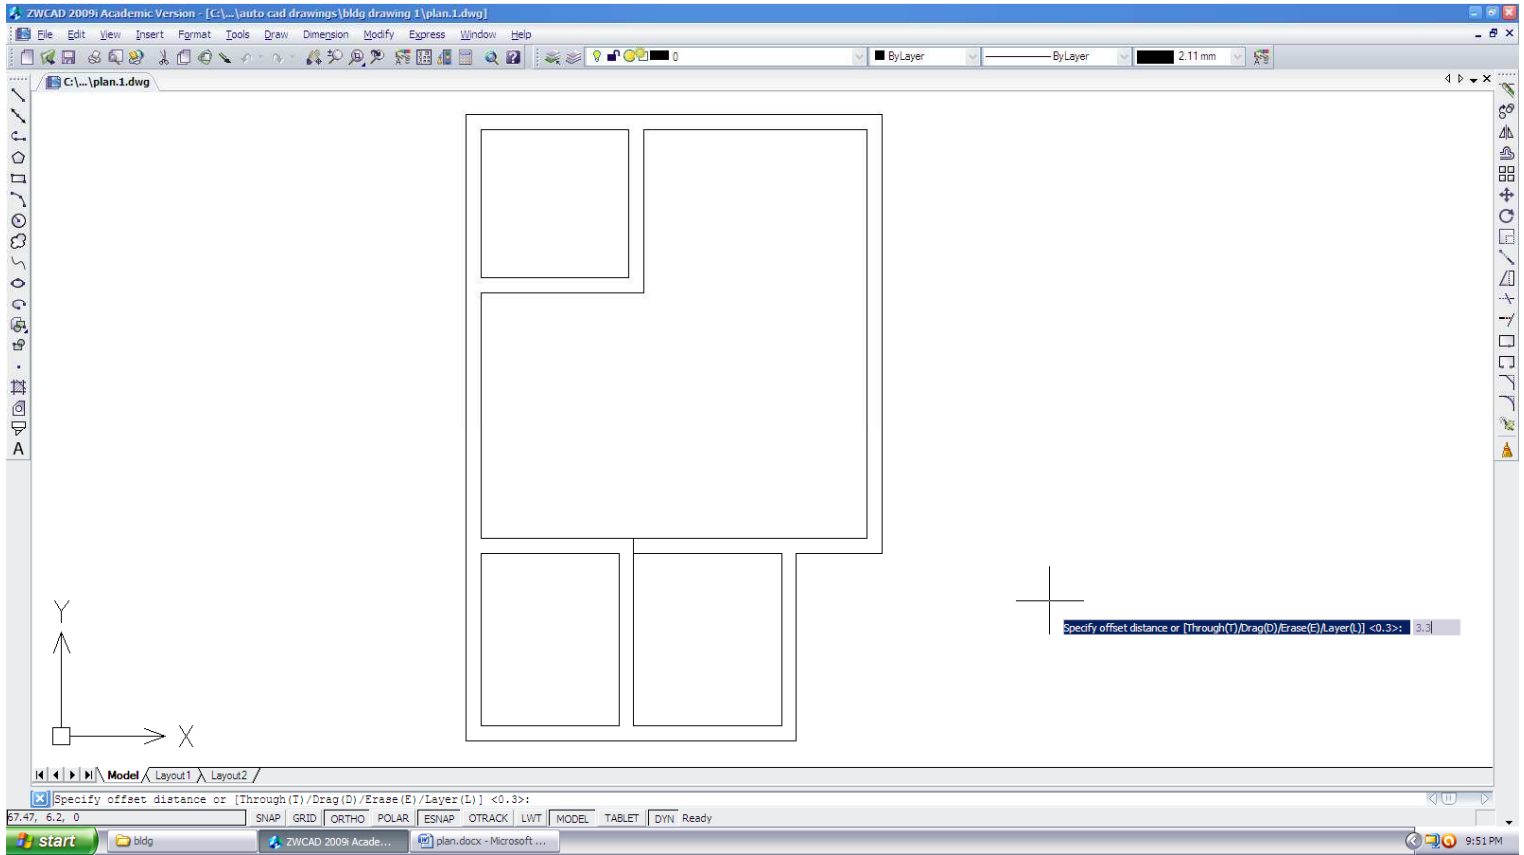 ZWCAD 2009i Academic Version - [C:\...\auto cad drawings\bldg drawing 1\plan.1.dwg]
File Edit View Insert Format Tools Draw Dimension Modify Express Window Help
0 ByLayer ByLayer 2.11 mm
C:\...\plan.1.dwg
A
Y
X
Specify offset distance or [Through(T)/Drag(D)/Erase(E)/Layer(L)] <0.3>: 3.3
Model Layout1 Layout2
Specify offset distance or [Through(T)/Drag(D)/Erase(E)/Layer(L)] <0.3>:
67.47, 6.2, 0 SNAP GRID ORTHO POLAR ESNAP OTRACK LWT MODEL TABLET DYN Ready
start bldg ZWCAD 2009i Acade... plan.docx - Microsoft ... 9:51 PM